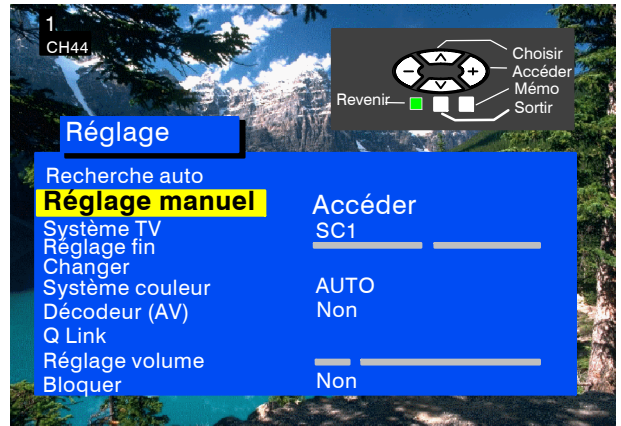 1
CH44
Choisir
Accéder
Mémo
Revenir
Sortir
Réglage
Recherche auto
Réglage manuel Accéder
Système TV SC1
Réglage fin
Changer
Système couleur AUTO
Décodeur (AV) Non
Q Link
Réglage volume
Bloquer Non